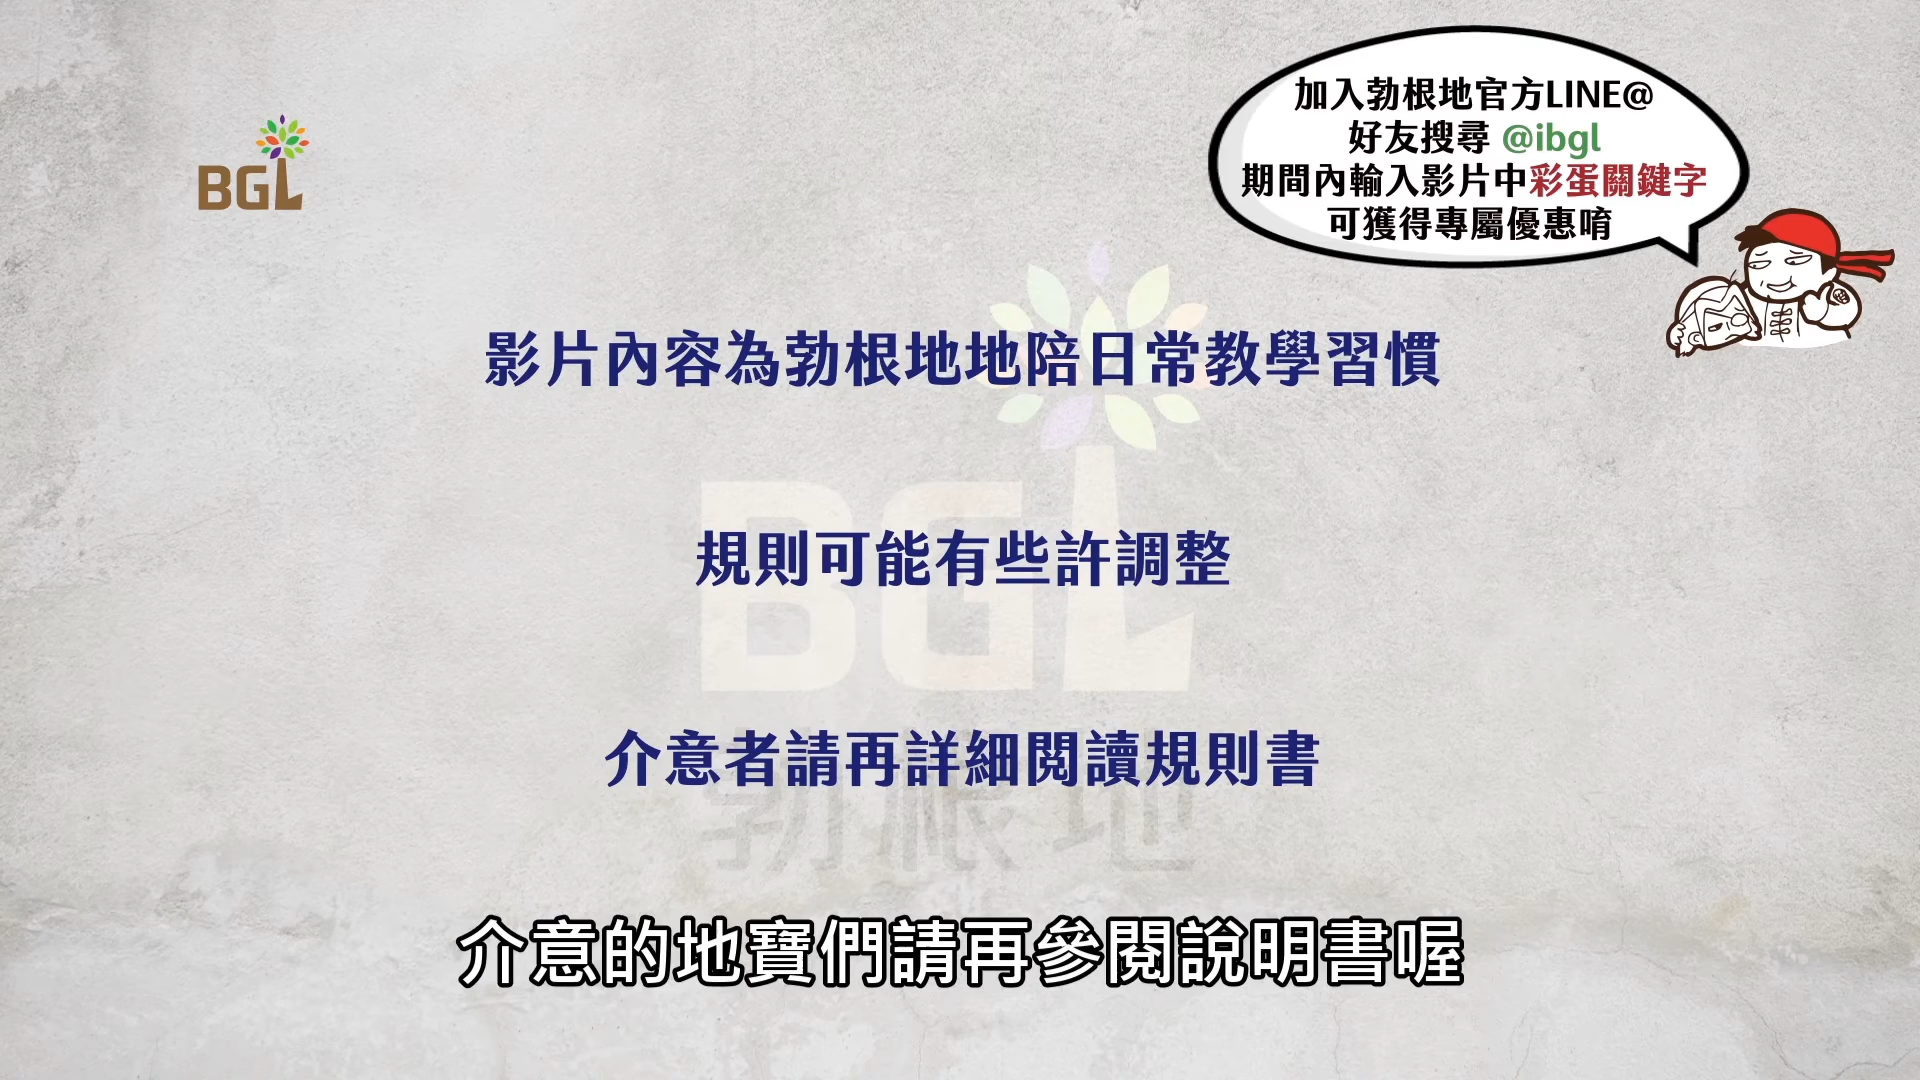 BGL
加入勃根地官方LINE@
好友搜尋 @ibgl
期間內輸入影片中彩蛋關鍵字
可獲得專屬優惠唷
影片內容為勃根地地陪日常教學習慣
規則可能有些許調整
介意者請再詳細閱讀規則書
BGL
勃根地
介意的地寶們請再參閱說明書喔